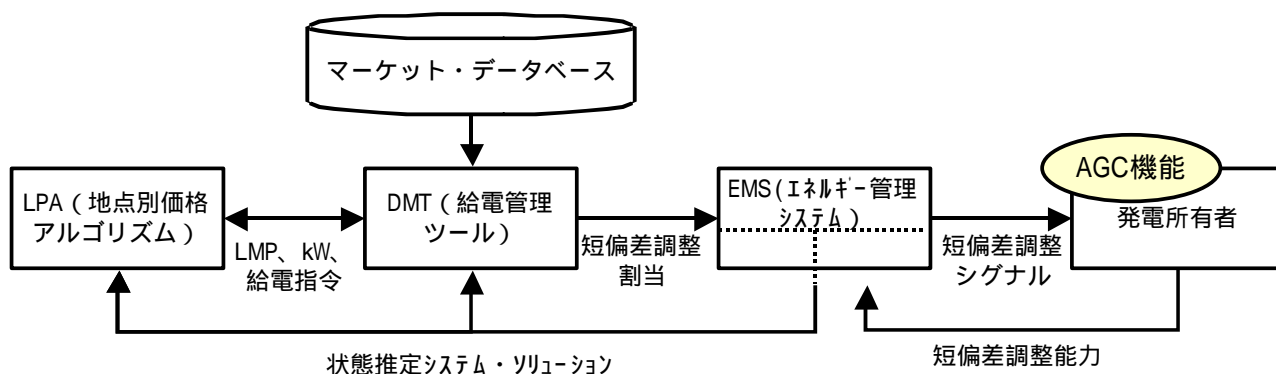 マーケット・データベース
AGC機能
LPA（地点別価格
アルゴリズム）
LMP、kW、
給電指令
DMT（給電管理
ツール）
短偏差調整
割当
EMS(ｴﾈﾙｷﾞｰ管理
ｼｽﾃﾑ）
短偏差調整
シグナル
発電所有者
状態推定ｼｽﾃﾑ・ｿﾘｭｰｼｮﾝ
短偏差調整能力